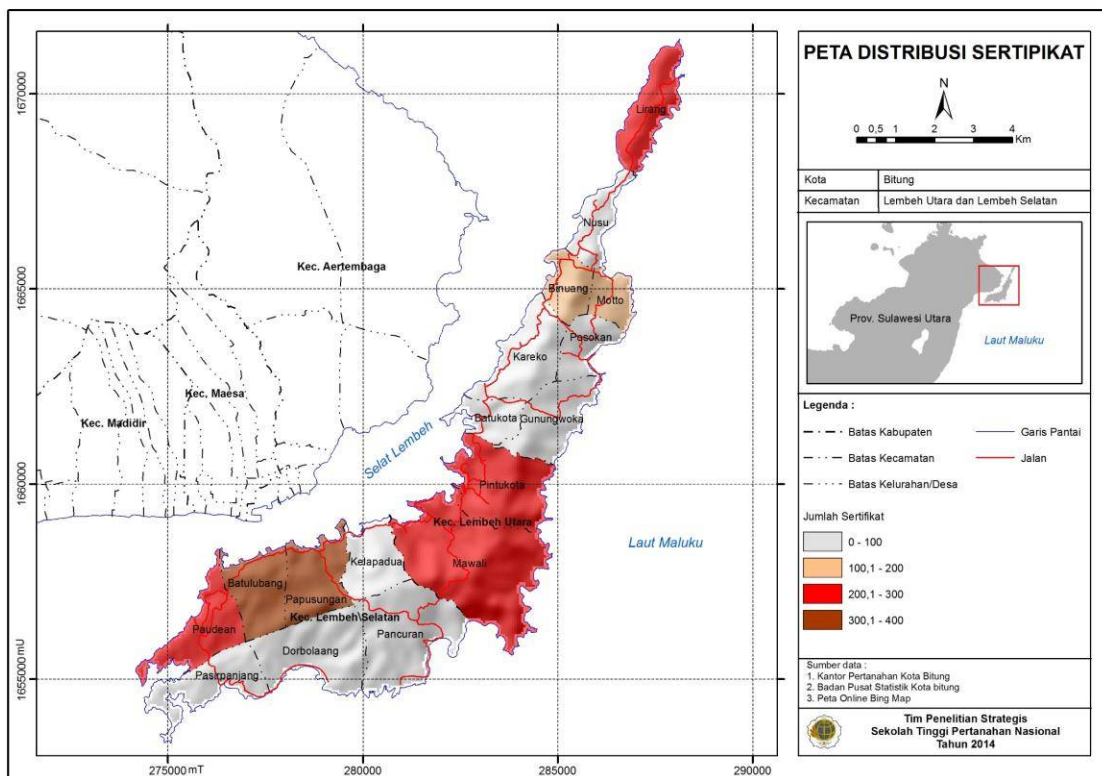 PETA DISTRIBUSI SERTIPIKAT
N
0 0,5 1 2 3 4
Km
Kota Bitung
Kecamatan Lembeh Utara dan Lembeh Selatan
Prov. Sulawesi Utara
Laut Maluku
Legenda :
Batas Kabupaten
Garis Pantai
Batas Kecamatan
Jalan
Batas Kelurahan/Desa
Jumlah Sertifikat
0 - 100
100,1 - 200
200,1 - 300
300,1 - 400
Sumber data :
1. Kantor Pertanahan Kota Bitung
2. Badan Pusat Statistik Kota bitung
3. Peta Online Bing Map
Tim Penelitian Strategis
Sekolah Tinggi Pertanahan Nasional
Tahun 2014
1670000
1665000
1660000
1655000 mU
275000 mT
280000
285000
290000
Lirang
Nusu
Kec. Aertembaga
Binuang
Motto
Posokan
Kareko
Kec. Maesa
Kec. Madidir
Batukota
Gunungwoka
Selat Lembeh
Pintukota
Kec. Lembeh Utara
Laut Maluku
Kelapadua
Mawali
Batulubang
Papusungan
Kec. Lembeh Selatan
Paudean
Pancuran
Dorbolaang
Pasirpanjang